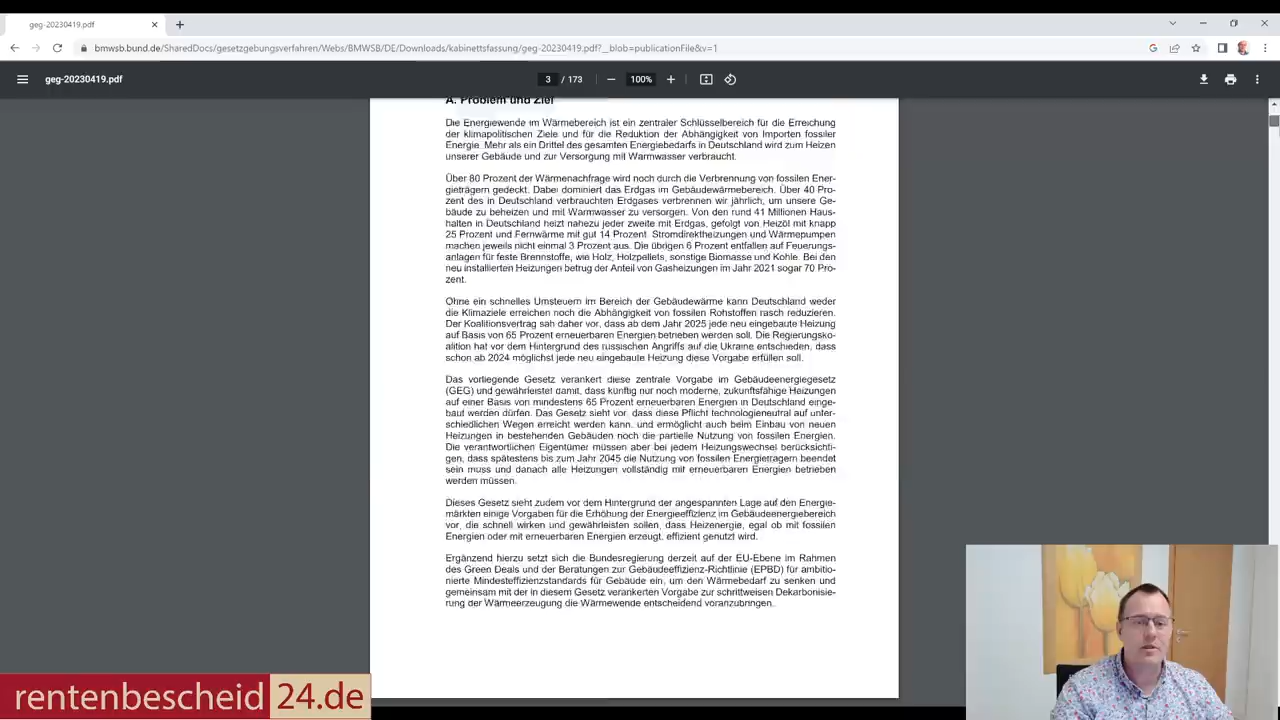 geg-20230419.pdf
bmwsb.bund.de/SharedDocs/gesetzgebungsverfahren/Webs/BMWSB/DE/Downloads/kabinettsfassung/geg-20230419.pdf?__blob=publicationFile&v=1
geg-20230419.pdf
3 / 173
100%
A. Problem und Ziel
Die Energiewende im Wärmebereich ist ein zentraler Schlüsselbereich für die Erreichung
der klimapolitischen Ziele und für die Reduktion der Abhängigkeit von Importen fossiler
Energie. Mehr als ein Drittel des gesamten Energiebedarfs in Deutschland wird zum Heizen
unserer Gebäude und zur Versorgung mit Warmwasser verbraucht.
Über 80 Prozent der Wärmenachfrage wird noch durch die Verbrennung von fossilen Ener-
gieträgern gedeckt. Dabei dominiert das Erdgas im Gebäudewärmebereich. Über 40 Pro-
zent des in Deutschland verbrauchten Erdgases verbrennen wir jährlich, um unsere Ge-
bäude zu beheizen und mit Warmwasser zu versorgen. Von den rund 41 Millionen Haus-
halten in Deutschland heizt nahezu jeder zweite mit Erdgas, gefolgt von Heizöl mit knapp
25 Prozent und Fernwärme mit gut 14 Prozent. Stromdirektheizungen und Wärmepumpen
machen jeweils nicht einmal 3 Prozent aus. Die übrigen 6 Prozent entfallen auf Feuerungs-
anlagen für feste Brennstoffe, wie Holz, Holzpellets, sonstige Biomasse und Kohle. Bei den
neu installierten Heizungen betrug der Anteil von Gasheizungen im Jahr 2021 sogar 70 Pro-
zent.
Ohne ein schnelles Umsteuern im Bereich der Gebäudewärme kann Deutschland weder
die Klimaziele erreichen noch die Abhängigkeit von fossilen Rohstoffen rasch reduzieren.
Der Koalitionsvertrag sah daher vor, dass ab dem Jahr 2025 jede neu eingebaute Heizung
auf Basis von 65 Prozent erneuerbaren Energien betrieben werden soll. Die Regierungsko-
alition hat vor dem Hintergrund des russischen Angriffs auf die Ukraine entschieden, dass
schon ab 2024 möglichst jede neu eingebaute Heizung diese Vorgabe erfüllen soll.
Das vorliegende Gesetz verankert diese zentrale Vorgabe im Gebäudeenergiegesetz
(GEG) und gewährleistet damit, dass künftig nur noch moderne, zukunftsfähige Heizungen
auf einer Basis von mindestens 65 Prozent erneuerbaren Energien in Deutschland einge-
baut werden dürfen. Das Gesetz sieht vor, dass diese Pflicht technologieneutral auf unter-
schiedlichen Wegen erreicht werden kann, und ermöglicht auch beim Einbau von neuen
Heizungen in bestehenden Gebäuden noch die partielle Nutzung von fossilen Energien.
Die verantwortlichen Eigentümer müssen aber bei jedem Heizungswechsel berücksichti-
gen, dass spätestens bis zum Jahr 2045 die Nutzung von fossilen Energieträgern beendet
sein muss und danach alle Heizungen vollständig mit erneuerbaren Energien betrieben
werden müssen.
Dieses Gesetz sieht zudem vor dem Hintergrund der angespannten Lage auf den Energie-
märkten einige Vorgaben für die Erhöhung der Energieeffizienz im Gebäudeenergiebereich
vor, die schnell wirken und gewährleisten sollen, dass Heizenergie, egal ob mit fossilen
Energien oder mit erneuerbaren Energien erzeugt, effizient genutzt wird.
Ergänzend hierzu setzt sich die Bundesregierung derzeit auf der EU-Ebene im Rahmen
des Green Deals und der Beratungen zur Gebäudeeffizienz-Richtlinie (EPBD) für ambitio-
nierte Mindesteffizienzstandards für Gebäude ein, um den Wärmebedarf zu senken und
gemeinsam mit der in diesem Gesetz verankerten Vorgabe zur schrittweisen Dekarbonisie-
rung der Wärmeerzeugung die Wärmewende entscheidend voranzubringen.
rentenbescheid 24.de